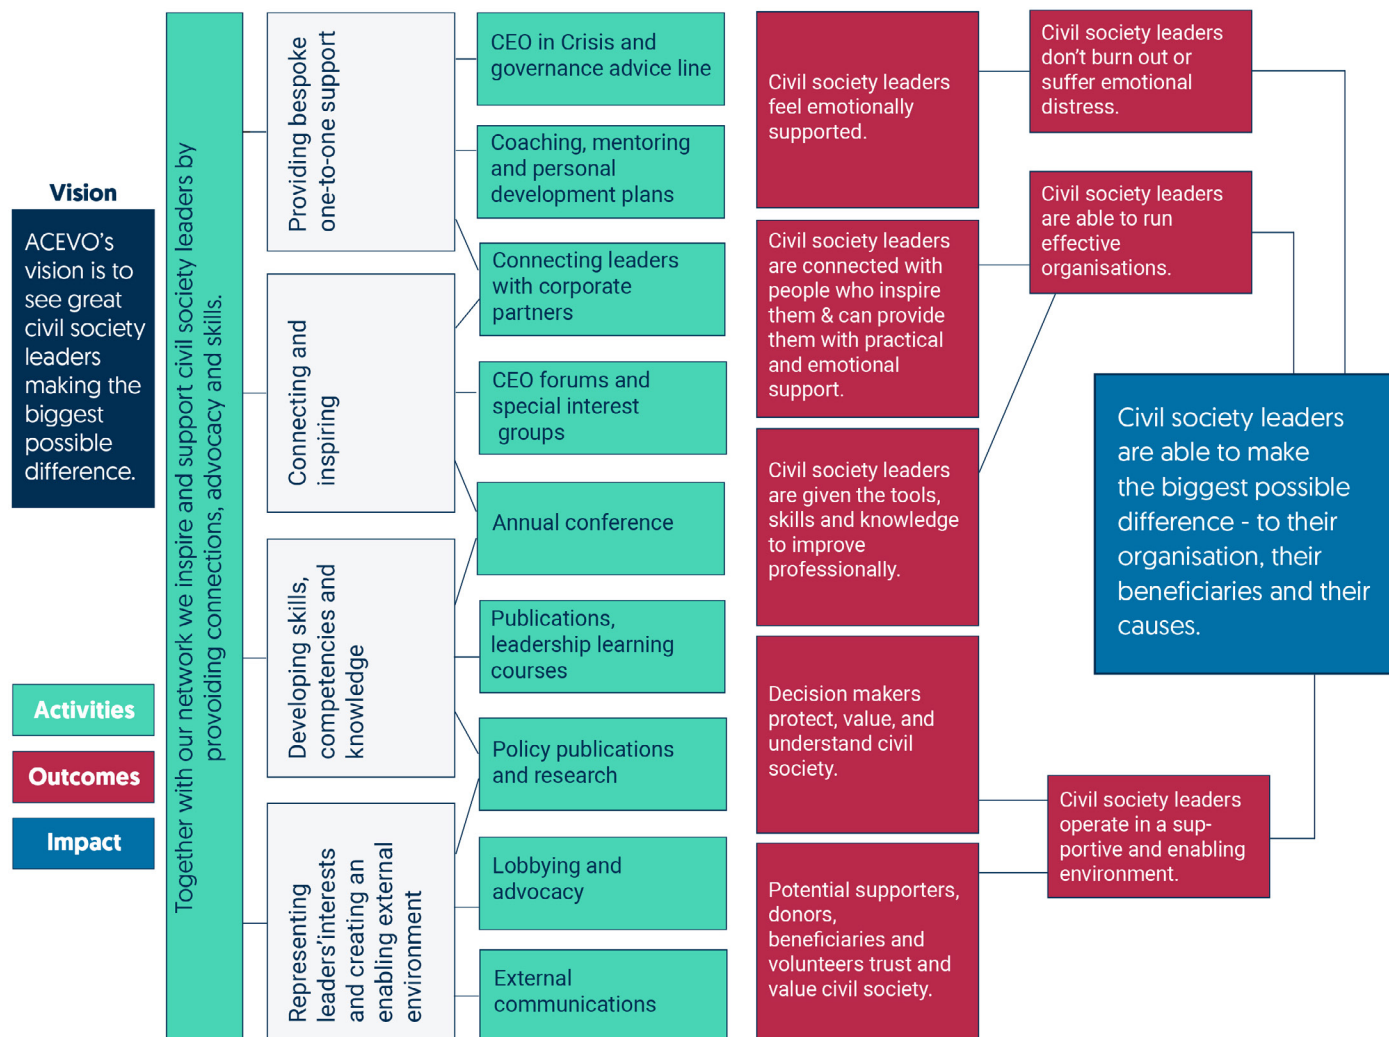 Vision
ACEVO's
vision is to
see great
civil society
leaders
making the
biggest
possible
difference.
Activities
Outcomes
Impact
Together with our network we inspire and support civil society leaders by
provoiding connections, advocacy and skills.
Providing bespoke
one-to-one support
Connecting and
inspiring
Developing skills,
competencies and
knowledge
Representing
leaders'interests
and creating an
enabling external
environment
CEO in Crisis and
governance advice line
Coaching, mentoring
and personal
development plans
Connecting leaders
with corporate
partners
CEO forums and
special interest
groups
Annual conference
Publications,
leadership learning
courses
Policy publications
and research
Lobbying and
advocacy
External
communications
Civil society leaders
feel emotionally
supported.
Civil society leaders
are connected with
people who inspire
them & can provide
them with practical
and emotional
support.
Civil society leaders
are given the tools,
skills and knowledge
to improve
professionally.
Decision makers
protect, value, and
understand civil
society.
Potential supporters,
donors,
beneficiaries and
volunteers trust and
value civil society.
Civil society leaders
don't burn out or
suffer emotional
distress.
Civil society leaders
are able to run
effective
organisations.
Civil society leaders
operate in a sup-
portive and enabling
environment.
Civil society leaders
are able to make
the biggest possible
difference - to their
organisation, their
beneficiaries and their
causes.